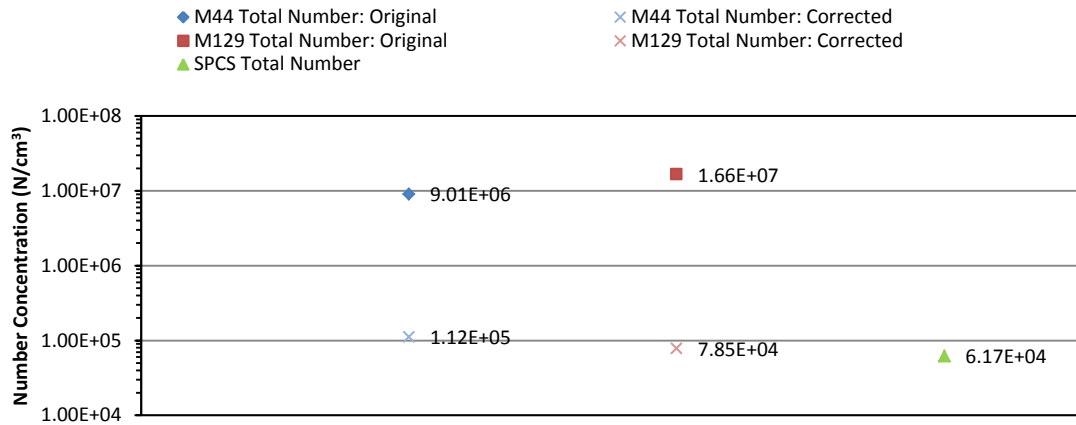 M44 Total Number: Original
M44 Total Number: Corrected
M129 Total Number: Original
M129 Total Number: Corrected
SPCS Total Number
Number Concentration (N/cm³)
1.00E+08
1.00E+07
1.00E+06
1.00E+05
1.00E+04
9.01E+06
1.66E+07
1.12E+05
7.85E+04
6.17E+04